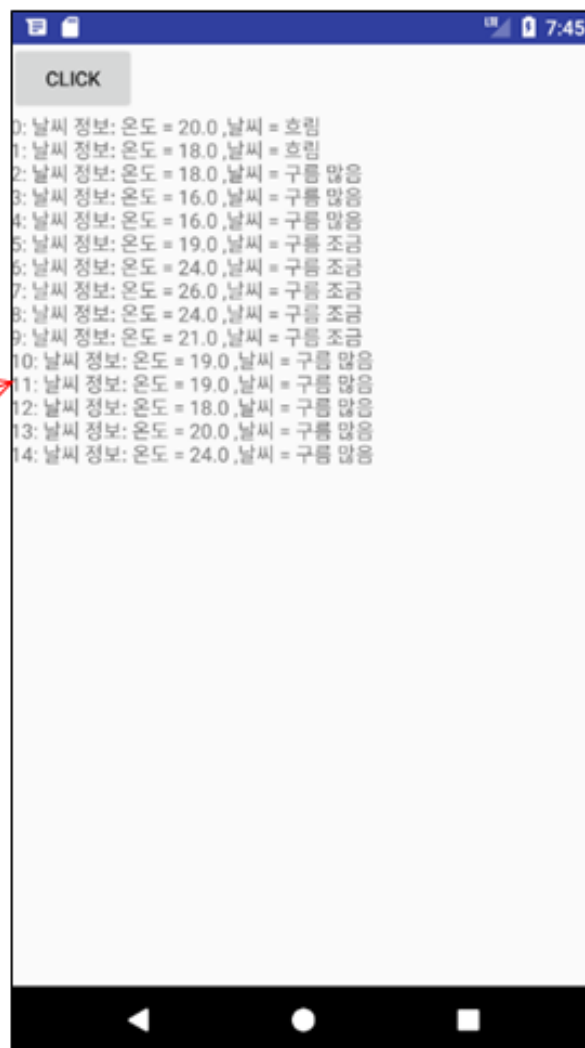 LTE 7:45
CLICK
0: 날씨 정보: 온도 = 20.0 ,날씨 = 흐림
1: 날씨 정보: 온도 = 18.0 ,날씨 = 흐림
2: 날씨 정보: 온도 = 18.0 ,날씨 = 구름 많음
3: 날씨 정보: 온도 = 16.0 ,날씨 = 구름 많음
4: 날씨 정보: 온도 = 16.0 ,날씨 = 구름 많음
5: 날씨 정보: 온도 = 19.0 ,날씨 = 구름 조금
6: 날씨 정보: 온도 = 24.0 ,날씨 = 구름 조금
7: 날씨 정보: 온도 = 26.0 ,날씨 = 구름 조금
8: 날씨 정보: 온도 = 24.0 ,날씨 = 구름 조금
9: 날씨 정보: 온도 = 21.0 ,날씨 = 구름 조금
10: 날씨 정보: 온도 = 19.0 ,날씨 = 구름 많음
11: 날씨 정보: 온도 = 19.0 ,날씨 = 구름 많음
12: 날씨 정보: 온도 = 18.0 ,날씨 = 구름 많음
13: 날씨 정보: 온도 = 20.0 ,날씨 = 구름 많음
14: 날씨 정보: 온도 = 24.0 ,날씨 = 구름 많음